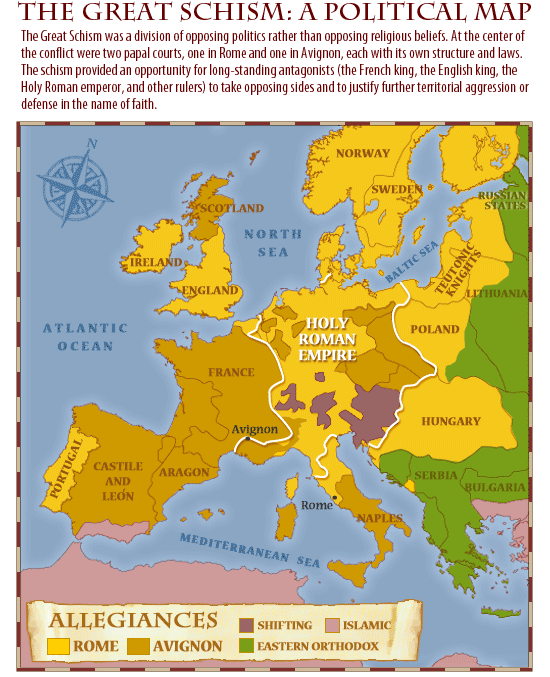 THE GREAT SCHISM: A POLITICAL MAP
The Great Schism was a division of opposing politics rather than opposing religious beliefs. At the center
of the conflict were two papal courts, one in Rome and one in Avignon, each with its own structure and laws.
The schism provided an opportunity for long-standing antagonists (the French king, the English king, the
Holy Roman emperor, and other rulers) to take opposing sides and to justify further territorial aggression or
defense in the name of faith.
N
NORWAY
SWEDEN
RUSSIAN
STATES
SCOTLAND
NORTH
SEA
BALTIC SEA
TEUTONIC
KNIGHTS
IRELAND
ENGLAND
LITHUANIA
ATLANTIC
OCEAN
HOLY
ROMAN
EMPIRE
POLAND
FRANCE
HUNGARY
Avignon
PORTUGAL
CASTILE
AND
LEÓN
ARAGON
SERBIA
BULGARIA
Rome
NAPLES
MEDITERRANEAN SEA
ALLEGIANCES
ROME
AVIGNON
SHIFTING
ISLAMIC
EASTERN ORTHODOX